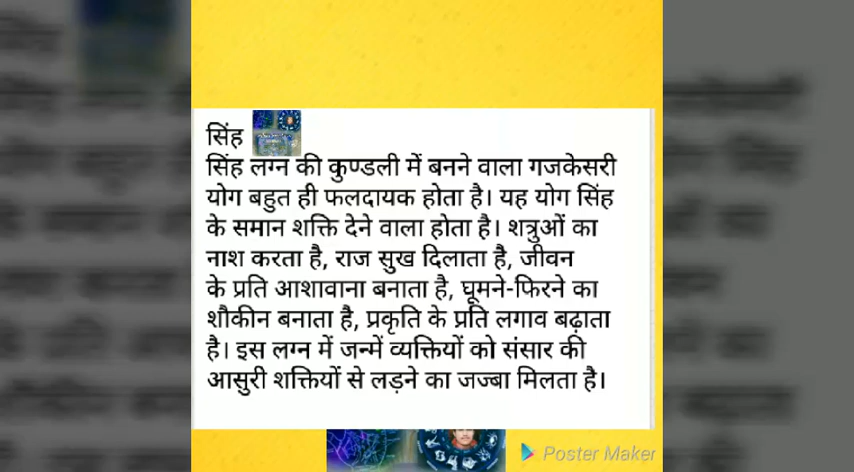 सिंह
सिंह लग्न की कुण्डली में बनने वाला गजकेसरी
योग बहुत ही फलदायक होता है। यह योग सिंह
के समान शक्ति देने वाला होता है। शत्रुओं का
नाश करता है, राज सुख दिलाता है, जीवन
के प्रति आशावाना बनाता है, घूमने-फिरने का
शौकीन बनाता है, प्रकृति के प्रति लगाव बढ़ाता
है। इस लग्न में जन्में व्यक्तियों को संसार की
आसुरी शक्तियों से लड़ने का जज्बा मिलता है।
Poster Maker